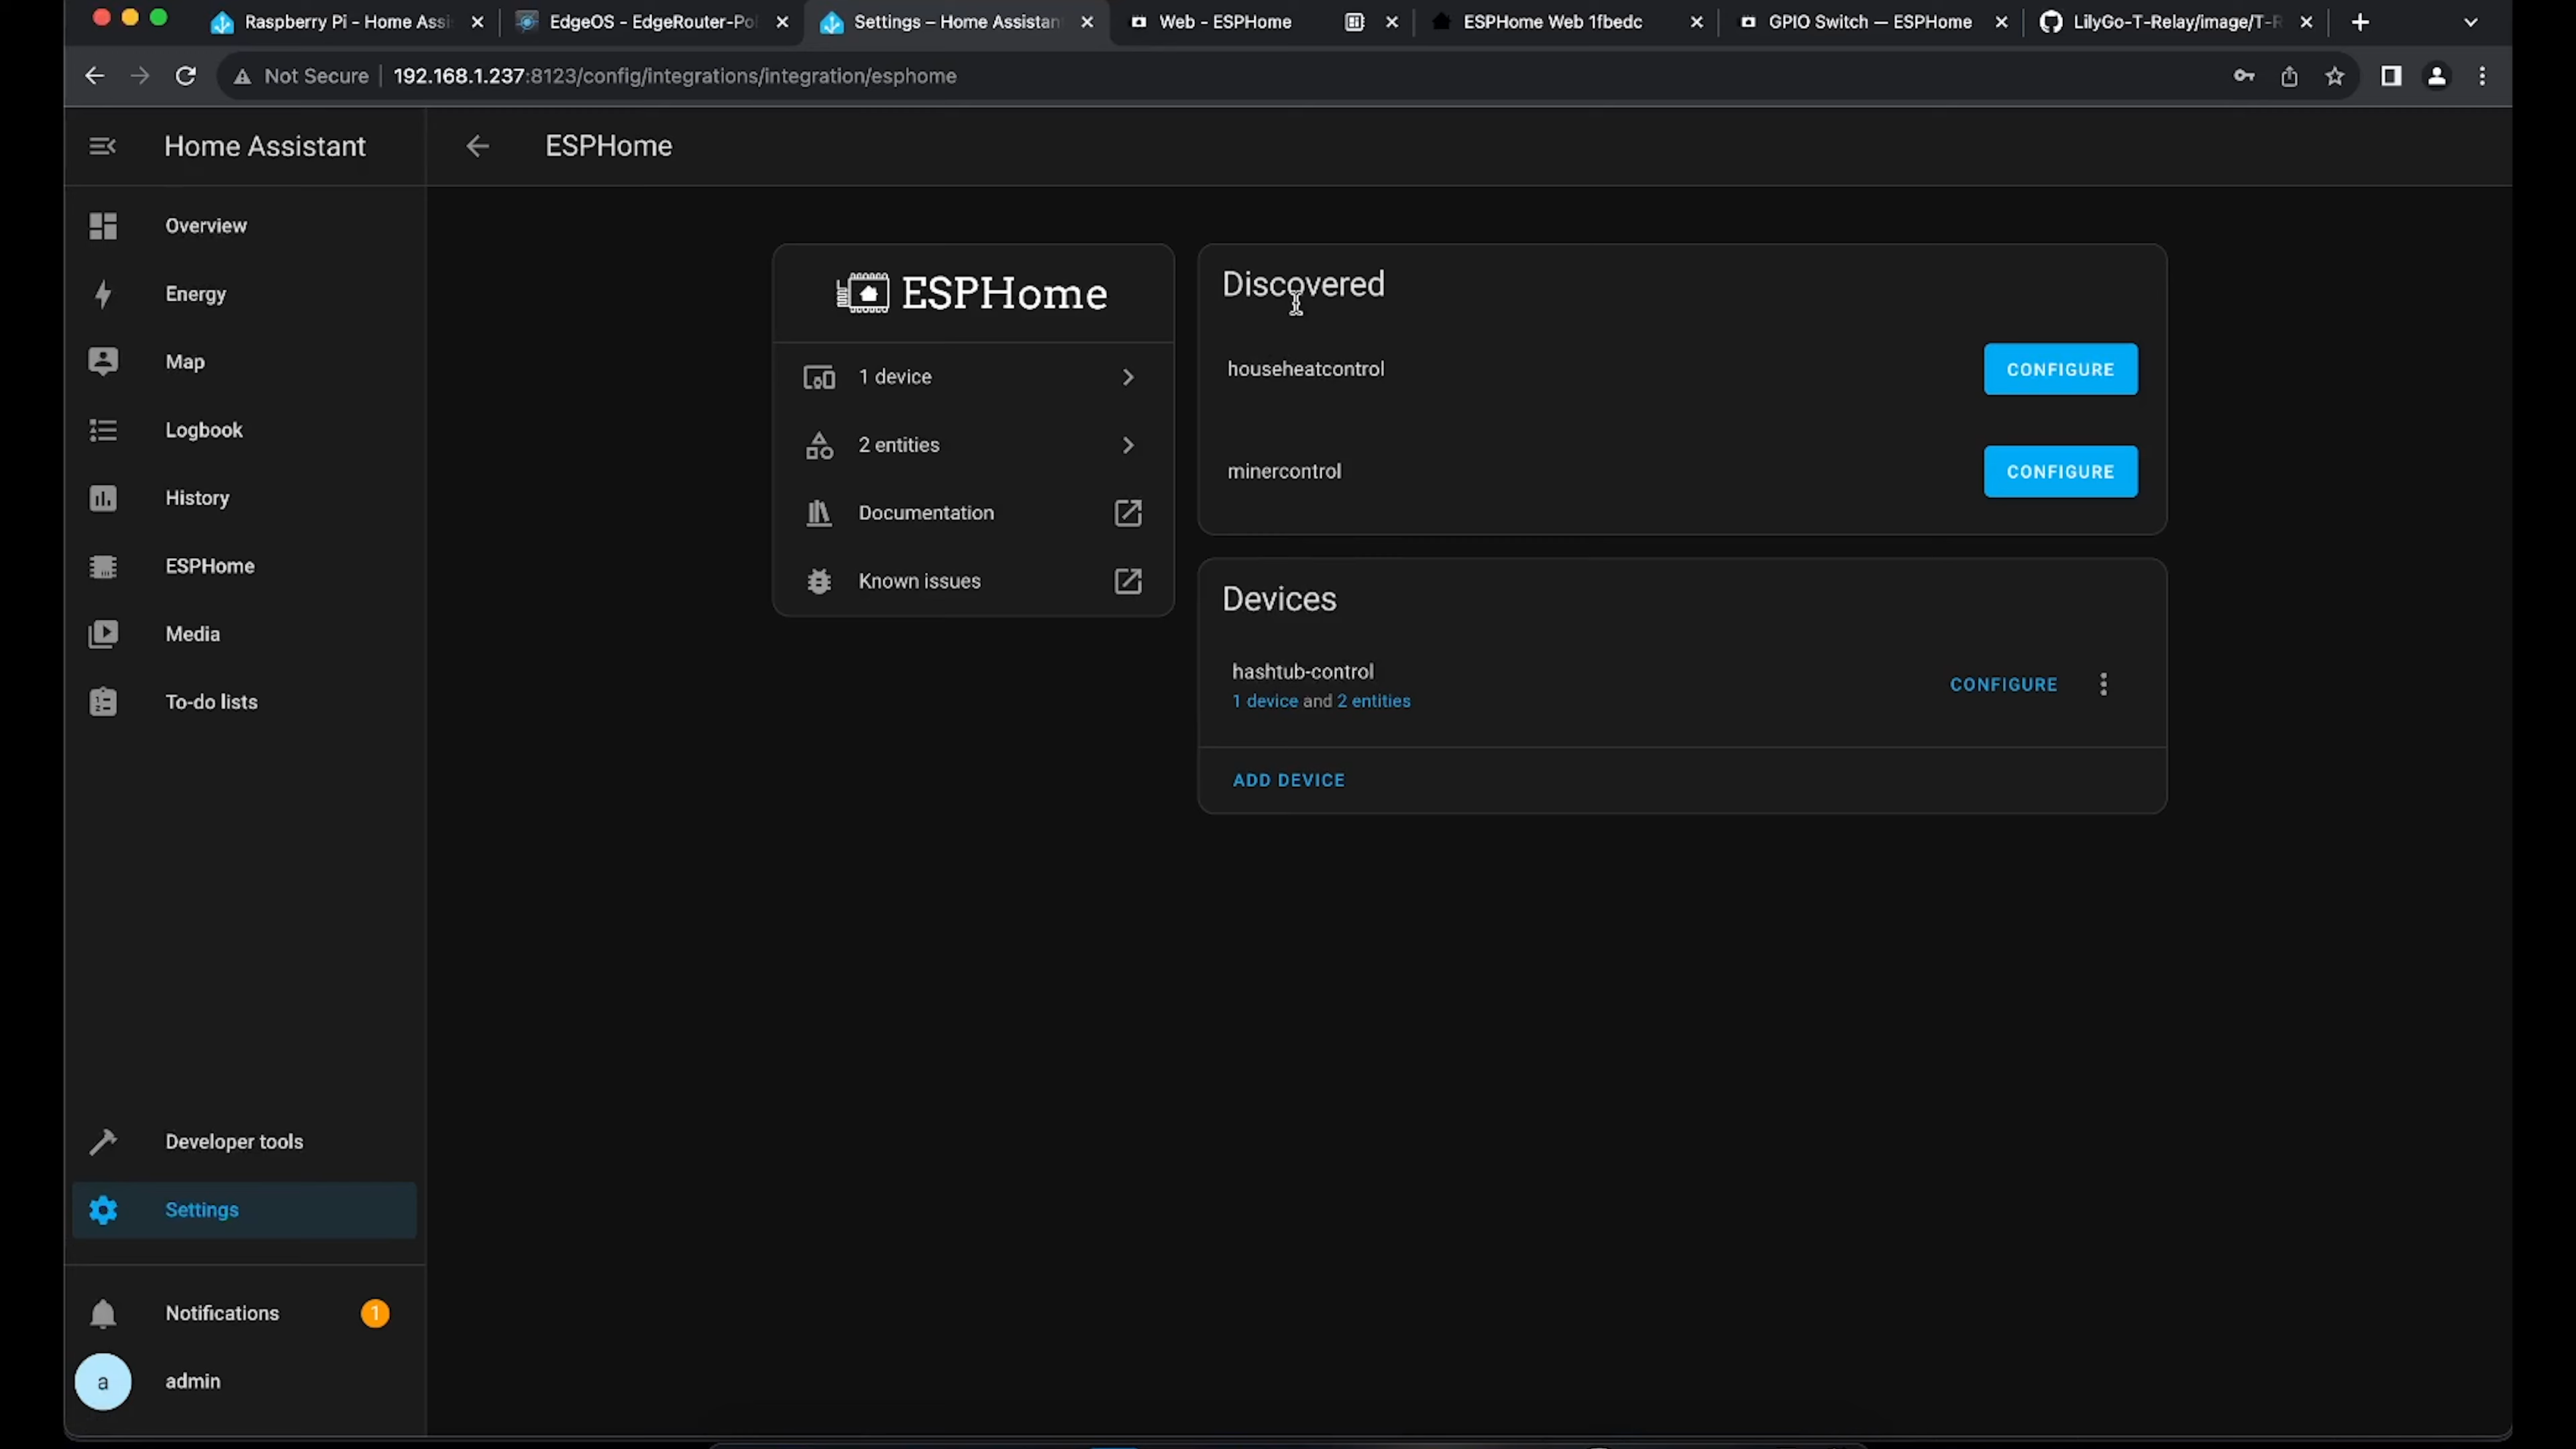 Raspberry Pi - Home Assi
EdgeOS - EdgeRouter-Po
Settings – Home Assistan
Web - ESPHome
ESPHome Web 1fbedc
GPIO Switch — ESPHome
LilyGo-T-Relay/image/T-R
Not Secure
192.168.1.237:8123/config/integrations/integration/esphome
Home Assistant
ESPHome
Overview
Energy
Map
Logbook
History
ESPHome
Media
To-do lists
Developer tools
Settings
Notifications
1
a
admin
ESPHome
1 device
2 entities
Documentation
Known issues
Discovered
househeatcontrol
CONFIGURE
minercontrol
CONFIGURE
Devices
hashtub-control
1 device and 2 entities
CONFIGURE
ADD DEVICE